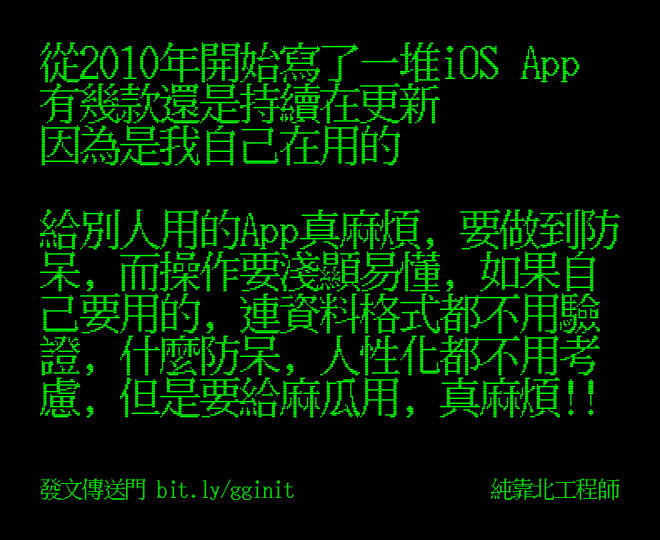 從2010年開始寫了一堆iOS App
有幾款還是持續在更新
因為是我自己在用的
給別人用的App真麻煩, 要做到防
呆, 而操作要淺顯易懂, 如果自
己要用的, 連資料格式都不用驗
證, 什麼防呆, 人性化都不用考
慮, 但是要給麻瓜用, 真麻煩!!
發文傳送門 bit.ly/gginit
純靠北工程師